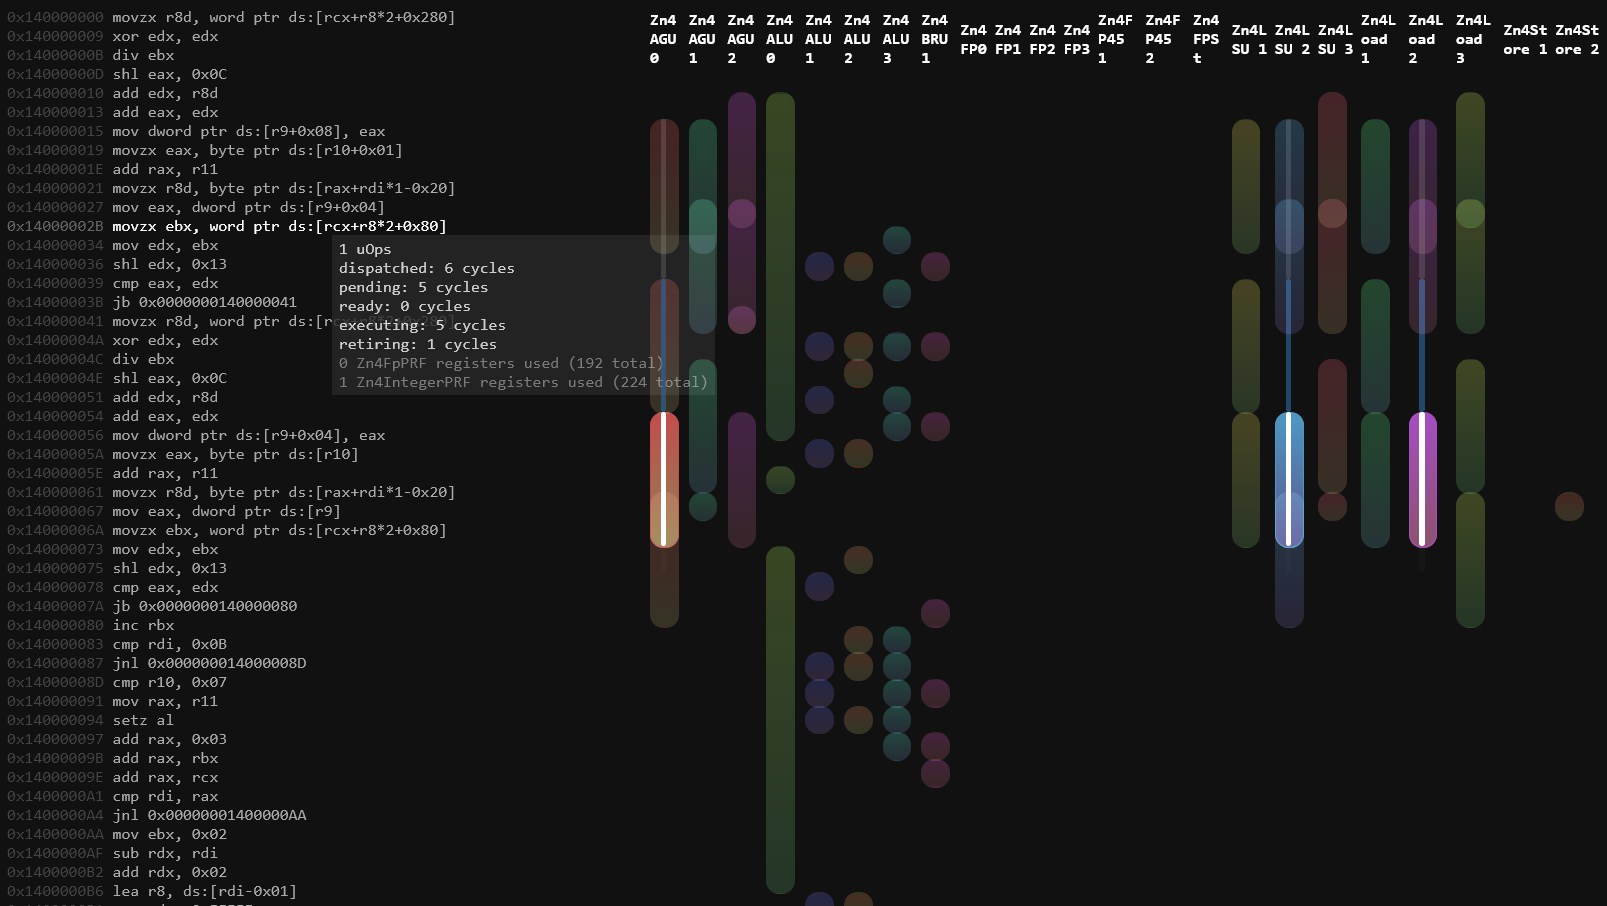 0x140000000 movzx r8d, word ptr ds:[rcx+r8*2+0x280]
0x140000009 xor edx, edx
0x14000000B div ebx
0x14000000D shl eax, 0x0C
0x140000010 add edx, r8d
0x140000013 add eax, edx
0x140000015 mov dword ptr ds:[r9+0x08], eax
0x140000019 movzx eax, byte ptr ds:[r10+0x01]
0x14000001E add rax, r11
0x140000021 movzx r8d, byte ptr ds:[rax+rdi*1-0x20]
0x140000027 mov eax, dword ptr ds:[r9+0x04]
0x14000002B movzx ebx, word ptr ds:[rcx+r8*2+0x80]
0x140000034 mov edx, ebx
0x140000036 shl edx, 0x13
0x140000039 cmp eax, edx
0x14000003B jb 0x0000000140000041
0x140000041 movzx r8d, word ptr ds:[rcx+r8*2+0x280]
0x14000004A xor edx, edx
0x14000004C div ebx
0x14000004E shl eax, 0x0C
0x140000051 add edx, r8d
0x140000054 add eax, edx
0x140000056 mov dword ptr ds:[r9+0x04], eax
0x14000005A movzx eax, byte ptr ds:[r10]
0x14000005E add rax, r11
0x140000061 movzx r8d, byte ptr ds:[rax+rdi*1-0x20]
0x140000067 mov eax, dword ptr ds:[r9]
0x14000006A movzx ebx, word ptr ds:[rcx+r8*2+0x80]
0x140000073 mov edx, ebx
0x140000075 shl edx, 0x13
0x140000078 cmp eax, edx
0x14000007A jb 0x0000000140000080
0x140000080 inc rbx
0x140000083 cmp rdi, 0x0B
0x140000087 jnl 0x000000014000008D
0x14000008D cmp r10, 0x07
0x140000091 mov rax, r11
0x140000094 setz al
0x140000097 add rax, 0x03
0x14000009B add rax, rbx
0x14000009E add rax, rcx
0x1400000A1 cmp rdi, rax
0x1400000A4 jnl 0x00000001400000AA
0x1400000AA mov ebx, 0x02
0x1400000AF sub rdx, rdi
0x1400000B2 add rdx, 0x02
0x1400000B6 lea r8, ds:[rdi-0x01]
1 uOps
dispatched: 6 cycles
pending: 5 cycles
ready: 0 cycles
executing: 5 cycles
retiring: 1 cycles
0 Zn4FpPRF registers used (192 total)
1 Zn4IntegerPRF registers used (224 total)
Zn4 AGU 0
Zn4 AGU 1
Zn4 AGU 2
Zn4 ALU 0
Zn4 ALU 1
Zn4 ALU 2
Zn4 ALU 3
Zn4 BRU 1
Zn4 FP0
Zn4 FP1
Zn4 FP2
Zn4 FP3
Zn4F P45 1
Zn4F P45 2
Zn4 FPS t
Zn4L SU 1
Zn4L SU 2
Zn4L SU 3
Zn4L oad 1
Zn4L oad 2
Zn4L oad 3
Zn4St ore 1
Zn4St ore 2